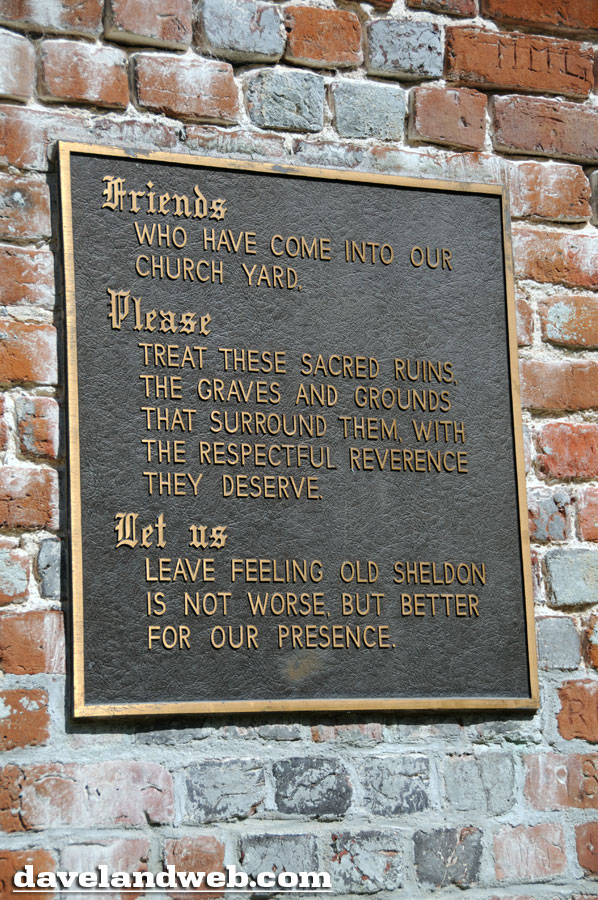 Friends
WHO HAVE COME INTO OUR
CHURCH YARD,
Please
TREAT THESE SACRED RUINS,
THE GRAVES AND GROUNDS
THAT SURROUND THEM, WITH
THE RESPECTFUL REVERENCE
THEY DESERVE.
Let us
LEAVE FEELING OLD SHELDON
IS NOT WORSE, BUT BETTER
FOR OUR PRESENCE.
davelandweb.com